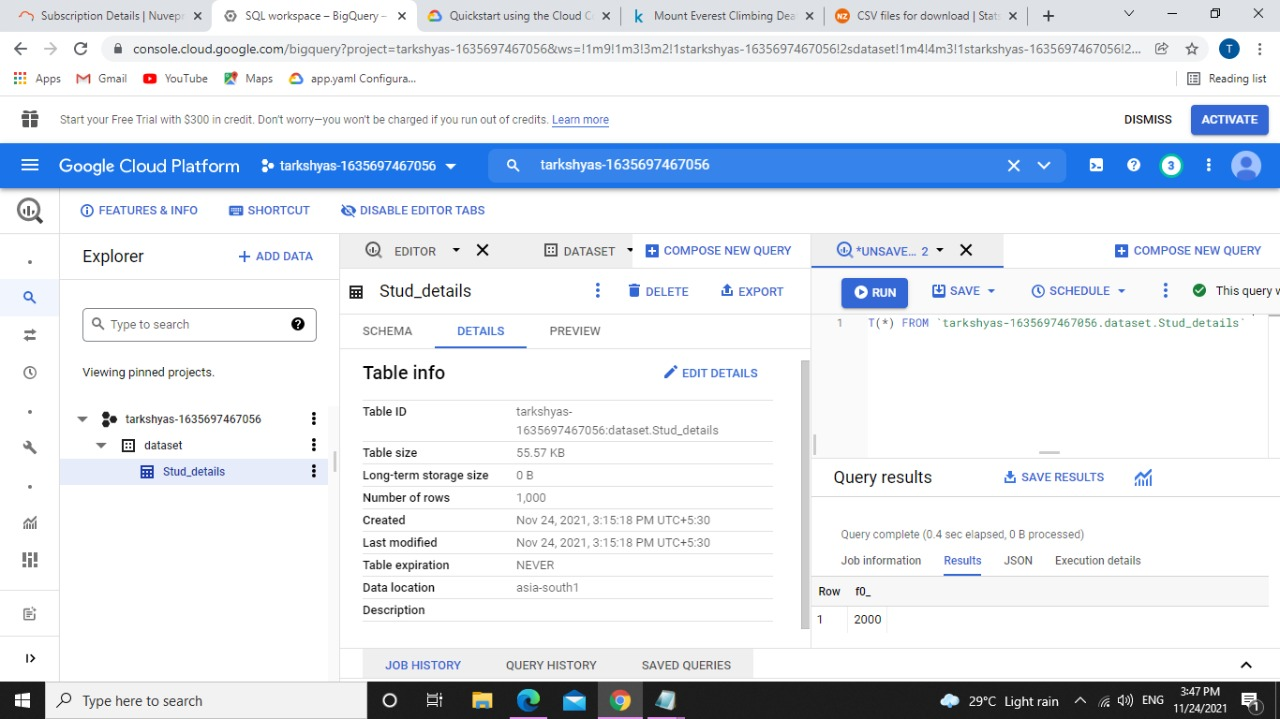 Subscription Details | Nuvepr
SQL workspace – BigQuery –
Quickstart using the Cloud C
Mount Everest Climbing Dea
CSV files for download | Stats
console.cloud.google.com/bigquery?project=tarkshyas-1635697467056&ws=!1m9!1m3!3m2!1starkshyas-1635697467056!2sdataset!1m4!4m3!1starkshyas-1635697467056!2...
T
Apps
Gmail
YouTube
Maps
app.yaml Configura...
Reading list
Start your Free Trial with $300 in credit. Don't worry—you won't be charged if you run out of credits. Learn more
DISMISS
ACTIVATE
Google Cloud Platform
tarkshyas-1635697467056
tarkshyas-1635697467056
3
FEATURES & INFO
SHORTCUT
DISABLE EDITOR TABS
Explorer
+ ADD DATA
Type to search
Viewing pinned projects.
tarkshyas-1635697467056
dataset
Stud_details
EDITOR
DATASET
COMPOSE NEW QUERY
Stud_details
DELETE
EXPORT
SCHEMA
DETAILS
PREVIEW
Table info
EDIT DETAILS
Table ID
tarkshyas-
1635697467056:dataset.Stud_details
Table size 55.57 KB
Long-term storage size 0 B
Number of rows 1,000
Created Nov 24, 2021, 3:15:18 PM UTC+5:30
Last modified Nov 24, 2021, 3:15:18 PM UTC+5:30
Table expiration NEVER
Data location asia-south1
Description
*UNSAVE... 2
COMPOSE NEW QUERY
RUN
SAVE
SCHEDULE
This query w
1 T(*) FROM `tarkshyas-1635697467056.dataset.Stud_details`
Query results
SAVE RESULTS
Query complete (0.4 sec elapsed, 0 B processed)
Job information
Results
JSON
Execution details
Row f0_
1 2000
JOB HISTORY
QUERY HISTORY
SAVED QUERIES
Type here to search
29°C Light rain
ENG
3:47 PM
11/24/2021
1